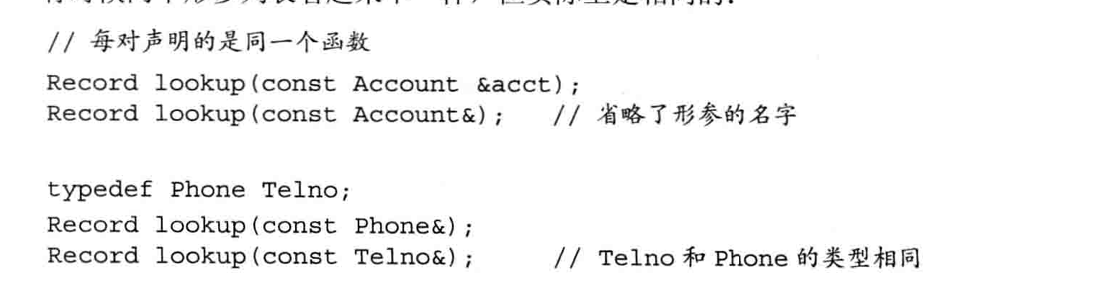 // 每对声明的是同一个函数
Record lookup(const Account &acct);
Record lookup(const Account&);   // 省略了形参的名字
typedef Phone Telno;
Record lookup(const Phone&);
Record lookup(const Telno&);      // Telno 和 Phone 的类型相同